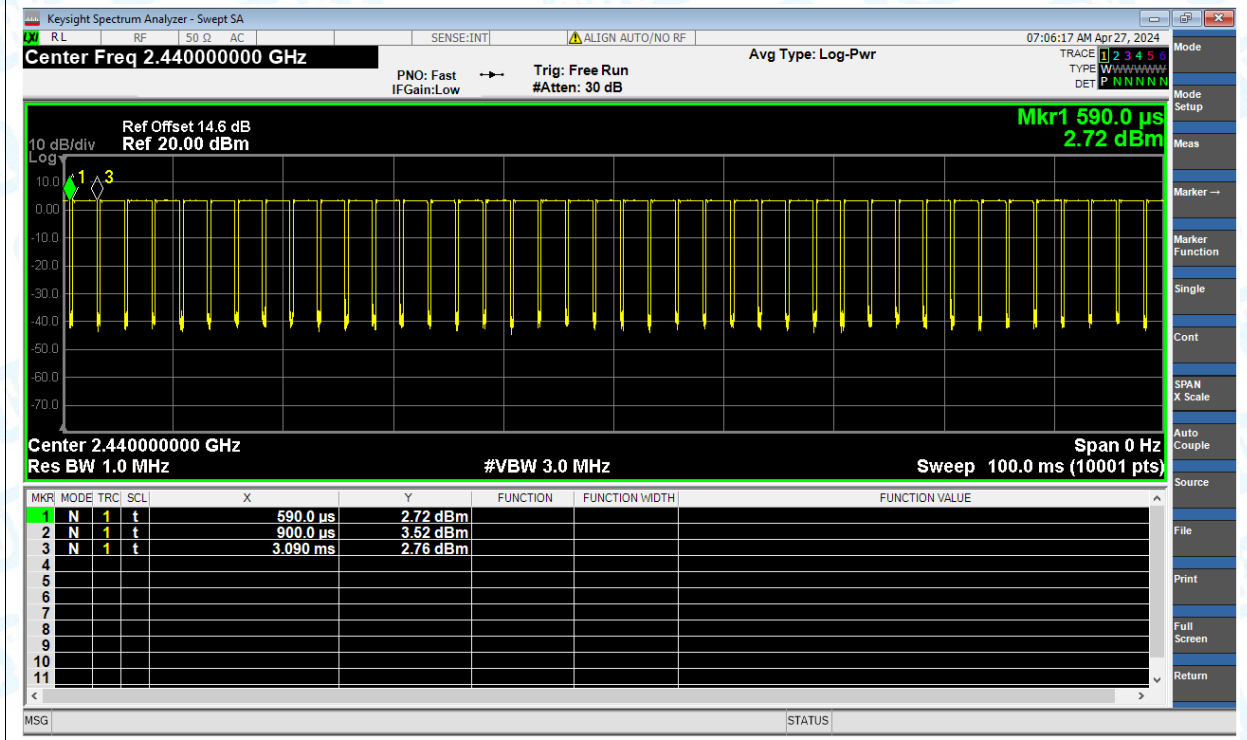 Keysight Spectrum Analyzer - Swept SA
LXI RL RF 50 Ω AC SENSE:INT ALIGN AUTO/NO RF 07:06:17 AM Apr 27, 2024
Center Freq 2.440000000 GHz
Avg Type: Log-Pwr
TRACE 1 2 3 4 5 6
TYPE WWWWWW
DET P N N N N N
PNO: Fast
IFGain:Low
Trig: Free Run
#Atten: 30 dB
Mkr1 590.0 µs
2.72 dBm
Ref Offset 14.6 dB
10 dB/div Ref 20.00 dBm
Log
1 3
10.0
0.00
-10.0
-20.0
-30.0
-40.0
-50.0
-60.0
-70.0
Center 2.440000000 GHz Span 0 Hz
Res BW 1.0 MHz #VBW 3.0 MHz Sweep 100.0 ms (10001 pts)
MKR MODE TRC SCL X Y FUNCTION FUNCTION WIDTH FUNCTION VALUE
1 N 1 t 590.0 µs 2.72 dBm
2 N 1 t 900.0 µs 3.52 dBm
3 N 1 t 3.090 ms 2.76 dBm
4
5
6
7
8
9
10
11
MSG STATUS
Mode
Mode
Setup
Meas
Marker→
Marker
Function
Single
Cont
SPAN
X Scale
Auto
Couple
Source
File
Print
Full
Screen
Return